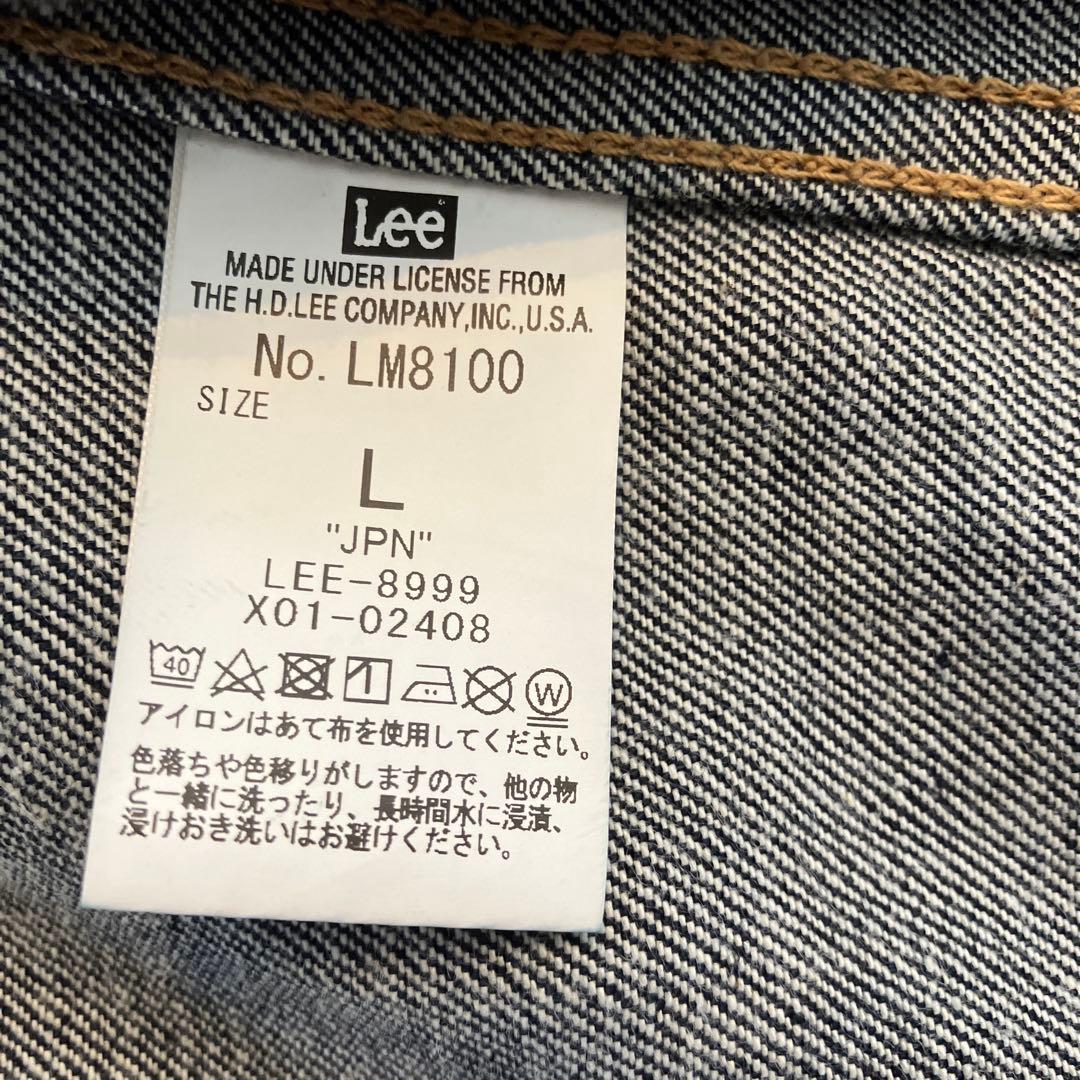 Lee
MADE UNDER LICENSE FROM
THE H.D.LEE COMPANY,INC.,U.S.A.
No. LM8100
SIZE
L
"JPN"
LEE-8999
X01-02408
40
W
アイロンはあて布を使用してください。
色落ちや色移りがしますので、他の物
と一緒に洗ったり、長時間水に浸漬、
浸けおき洗いはお避けください。